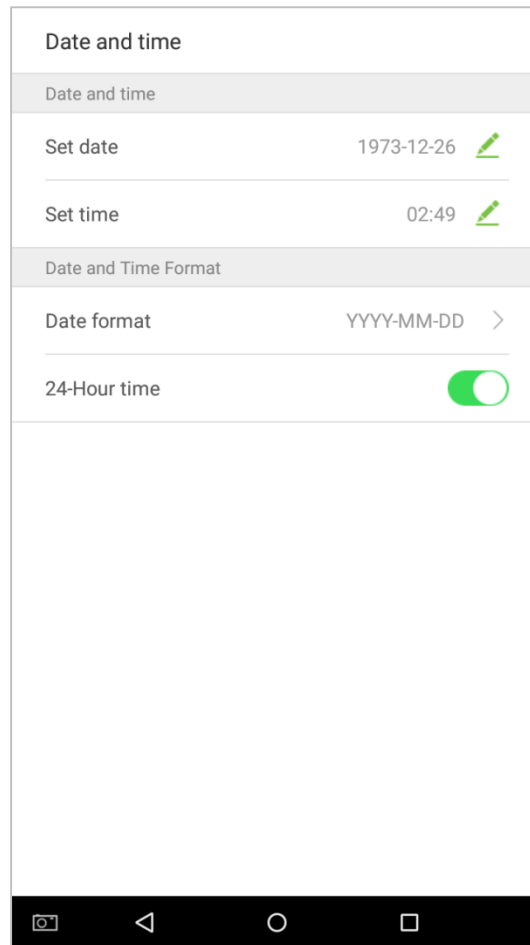 Date and time
Date and time
Set date 1973-12-26
Set time 02:49
Date and Time Format
Date format YYYY-MM-DD
24-Hour time